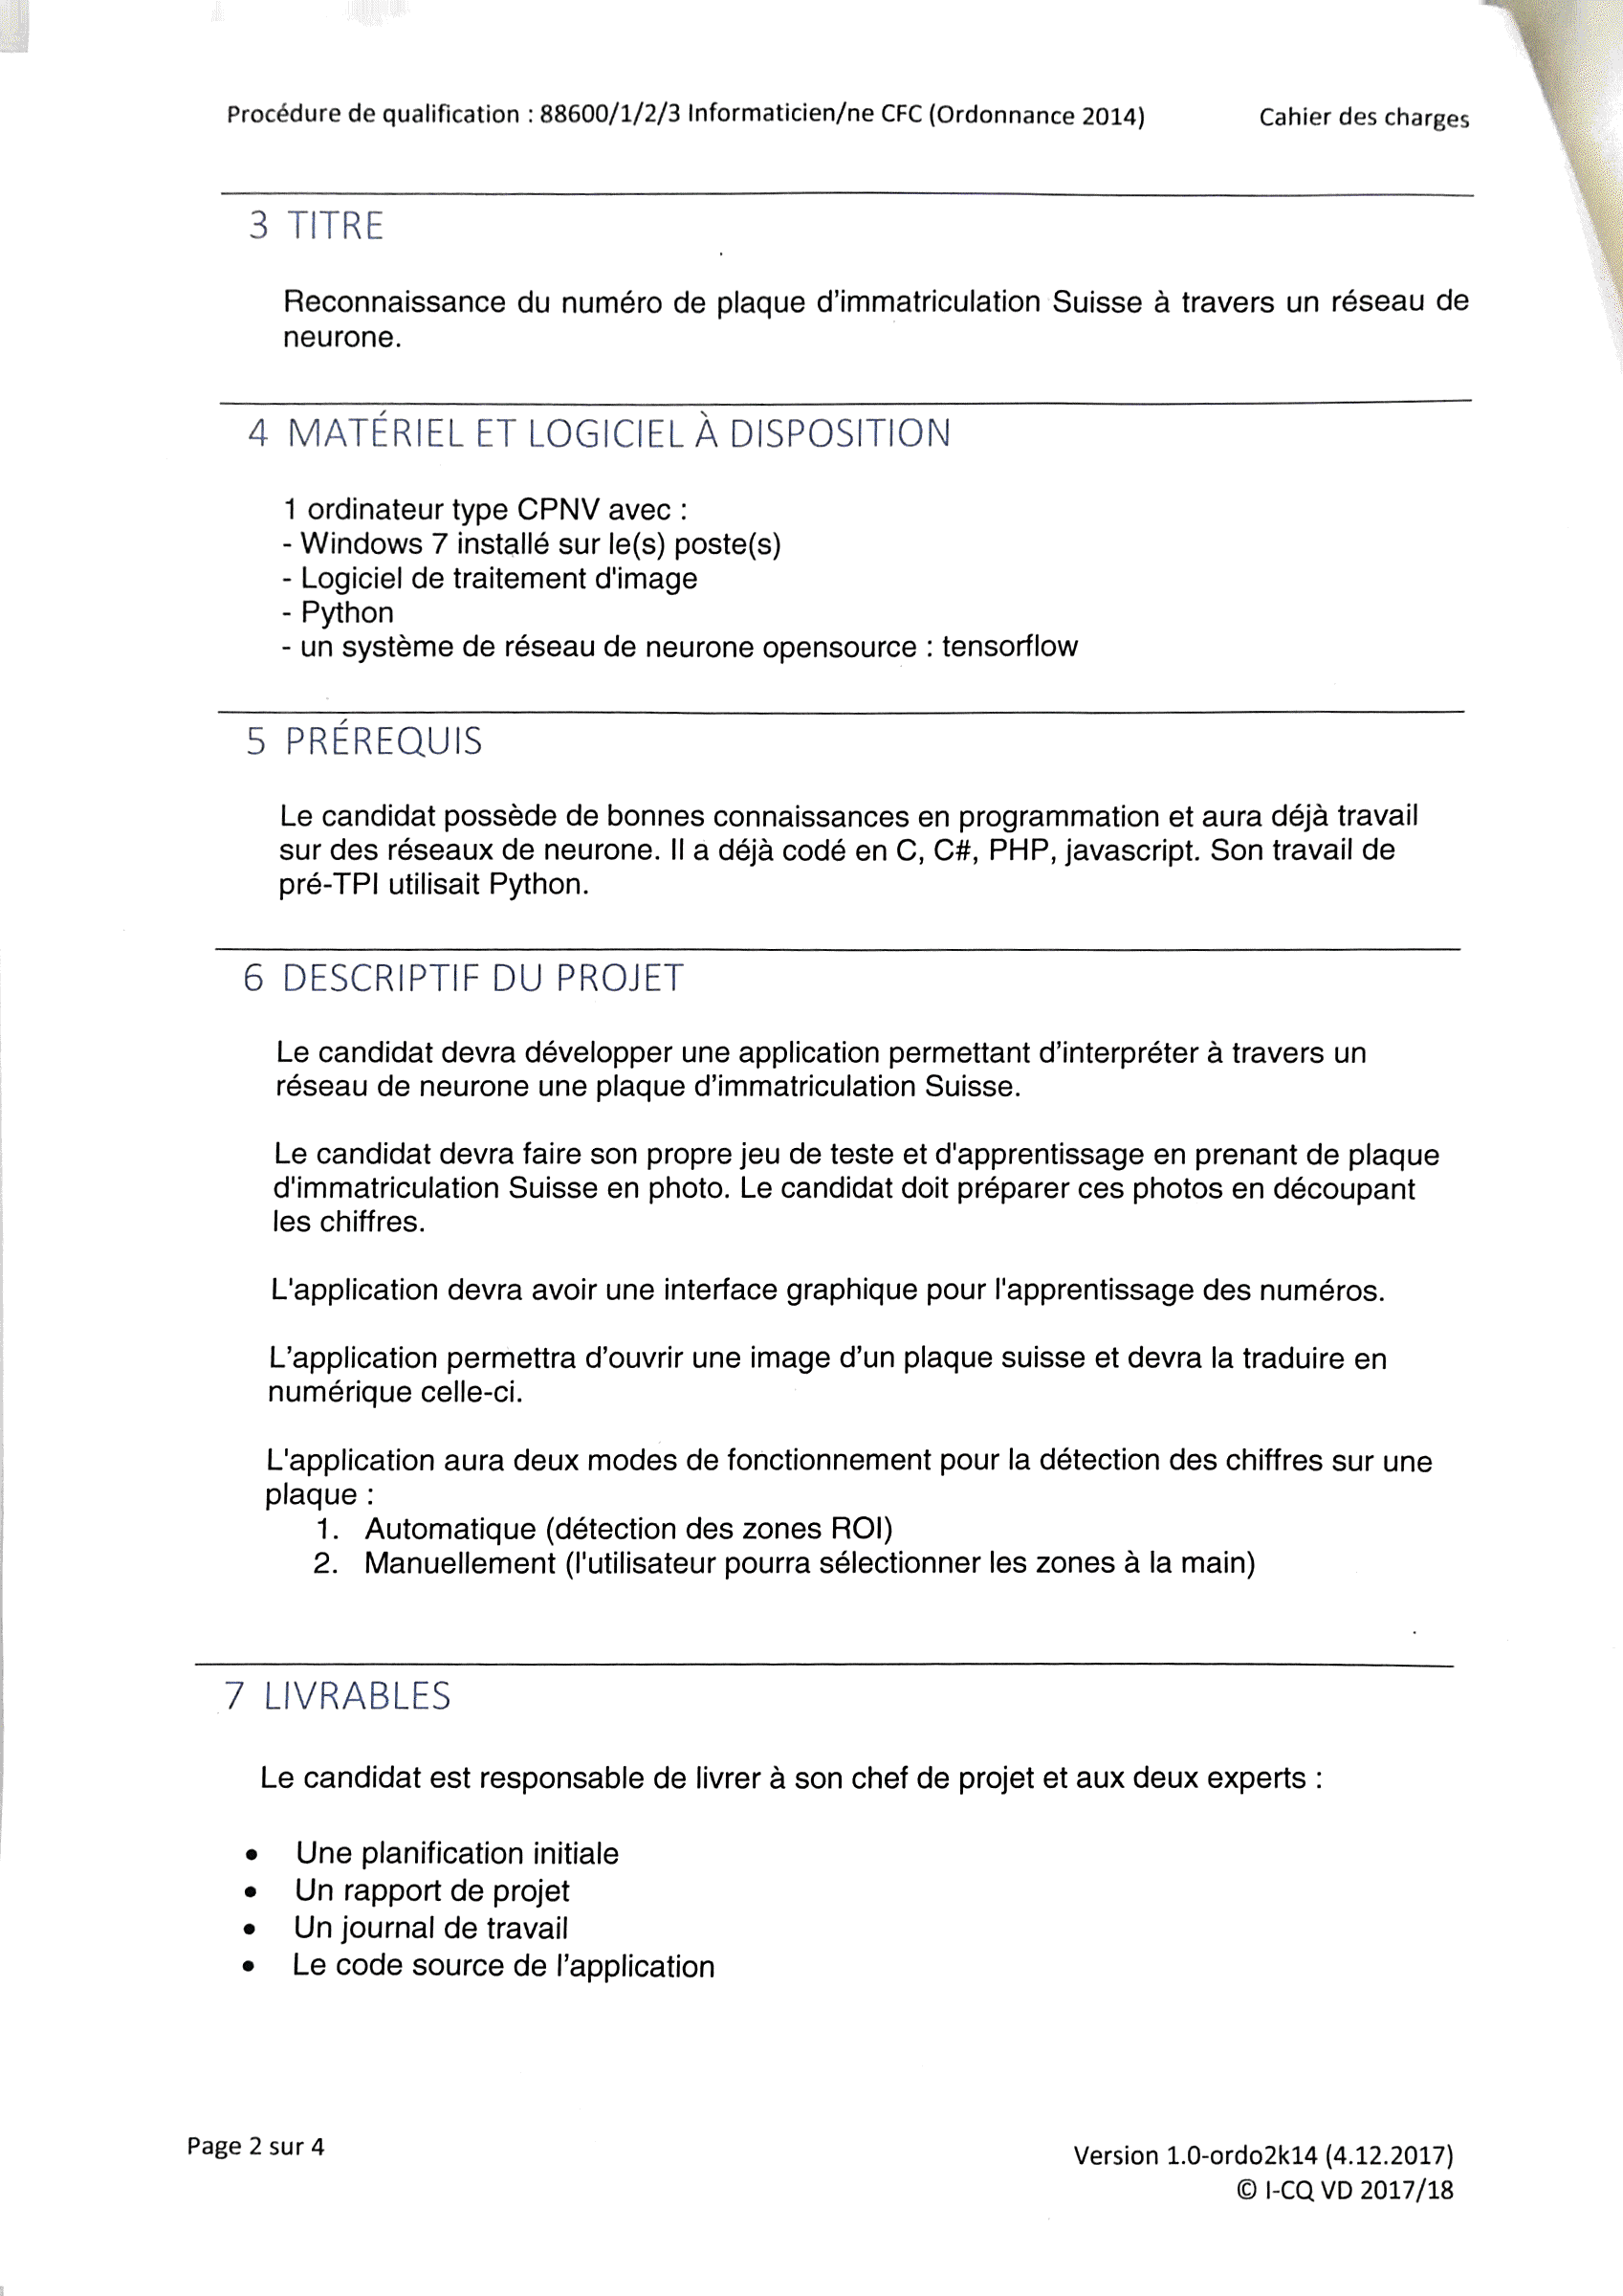 Procédure de qualification : 88600/1/2/3 Informaticien/ne CFC (Ordonnance 2014) Cahier des charges
3 TITRE
Reconnaissance du numéro de plaque d'immatriculation Suisse à travers un réseau de
neurone.
4 MATÉRIEL ET LOGICIEL À DISPOSITION
1 ordinateur type CPNV avec :
- Windows 7 installé sur le(s) poste(s)
- Logiciel de traitement d'image
- Python
- un système de réseau de neurone opensource : tensorflow
5 PRÉREQUIS
Le candidat possède de bonnes connaissances en programmation et aura déjà travail
sur des réseaux de neurone. Il a déjà codé en C, C#, PHP, javascript. Son travail de
pré-TPI utilisait Python.
6 DESCRIPTIF DU PROJET
Le candidat devra développer une application permettant d'interpréter à travers un
réseau de neurone une plaque d'immatriculation Suisse.
Le candidat devra faire son propre jeu de teste et d'apprentissage en prenant de plaque
d'immatriculation Suisse en photo. Le candidat doit préparer ces photos en découpant
les chiffres.
L'application devra avoir une interface graphique pour l'apprentissage des numéros.
L'application permettra d'ouvrir une image d'un plaque suisse et devra la traduire en
numérique celle-ci.
L'application aura deux modes de fonctionnement pour la détection des chiffres sur une
plaque :
1. Automatique (détection des zones ROI)
2. Manuellement (l'utilisateur pourra sélectionner les zones à la main)
7 LIVRABLES
Le candidat est responsable de livrer à son chef de projet et aux deux experts :
• Une planification initiale
• Un rapport de projet
• Un journal de travail
• Le code source de l'application
Page 2 sur 4
Version 1.0-ordo2k14 (4.12.2017)
© I-CQ VD 2017/18